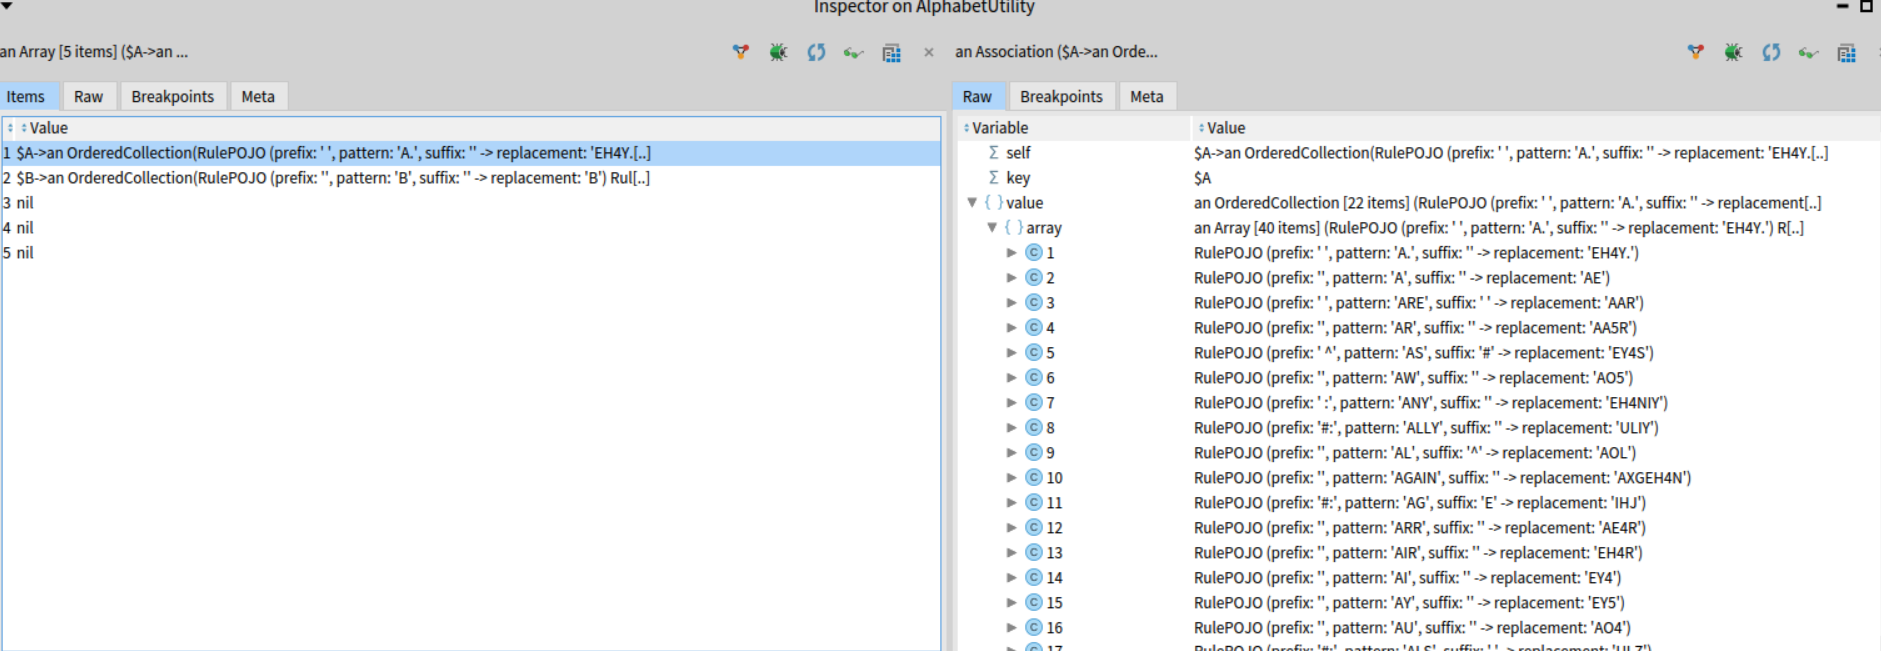 Inspector on AlphabetUtility
an Array [5 items] ($A->an ...
Items Raw Breakpoints Meta
Value
1 $A->an OrderedCollection(RulePOJO (prefix: ' ', pattern: 'A.', suffix: '' -> replacement: 'EH4Y.[..]
2 $B->an OrderedCollection(RulePOJO (prefix: '', pattern: 'B', suffix: '' -> replacement: 'B') Rul[..]
3 nil
4 nil
5 nil
an Association ($A->an Orde...
Raw Breakpoints Meta
Variable Value
Σ self $A->an OrderedCollection(RulePOJO (prefix: ' ', pattern: 'A.', suffix: '' -> replacement: 'EH4Y.[..]
Σ key $A
{ } value an OrderedCollection [22 items] (RulePOJO (prefix: ' ', pattern: 'A.', suffix: '' -> replacement[..]
{ } array an Array [40 items] (RulePOJO (prefix: ' ', pattern: 'A.', suffix: '' -> replacement: 'EH4Y.') R[..]
C 1 RulePOJO (prefix: ' ', pattern: 'A.', suffix: '' -> replacement: 'EH4Y.')
C 2 RulePOJO (prefix: '', pattern: 'A', suffix: '' -> replacement: 'AE')
C 3 RulePOJO (prefix: ' ', pattern: 'ARE', suffix: ' ' -> replacement: 'AAR')
C 4 RulePOJO (prefix: '', pattern: 'AR', suffix: '' -> replacement: 'AA5R')
C 5 RulePOJO (prefix: ' ^', pattern: 'AS', suffix: '#' -> replacement: 'EY4S')
C 6 RulePOJO (prefix: '', pattern: 'AW', suffix: '' -> replacement: 'AO5')
C 7 RulePOJO (prefix: ' :', pattern: 'ANY', suffix: '' -> replacement: 'EH4NIY')
C 8 RulePOJO (prefix: '#:', pattern: 'ALLY', suffix: '' -> replacement: 'ULIY')
C 9 RulePOJO (prefix: '', pattern: 'AL', suffix: '^' -> replacement: 'AOL')
C 10 RulePOJO (prefix: '', pattern: 'AGAIN', suffix: '' -> replacement: 'AXGEH4N')
C 11 RulePOJO (prefix: '#:', pattern: 'AG', suffix: 'E' -> replacement: 'IHJ')
C 12 RulePOJO (prefix: '', pattern: 'ARR', suffix: '' -> replacement: 'AE4R')
C 13 RulePOJO (prefix: '', pattern: 'AIR', suffix: '' -> replacement: 'EH4R')
C 14 RulePOJO (prefix: '', pattern: 'AI', suffix: '' -> replacement: 'EY4')
C 15 RulePOJO (prefix: '', pattern: 'AY', suffix: '' -> replacement: 'EY5')
C 16 RulePOJO (prefix: '', pattern: 'AU', suffix: '' -> replacement: 'AO4')